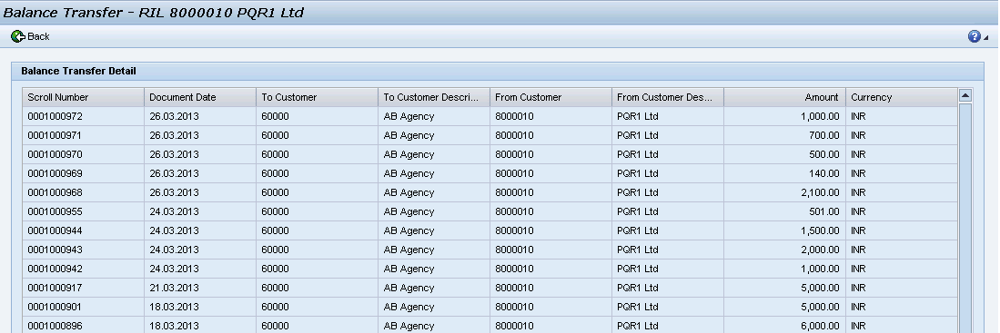 Balance Transfer - RIL 8000010 PQR1 Ltd
Back
Balance Transfer Detail
Scroll Number Document Date To Customer To Customer Descri... From Customer From Customer Des... Amount Currency
0001000972 26.03.2013 60000 AB Agency 8000010 PQR1 Ltd 1,000.00 INR
0001000971 26.03.2013 60000 AB Agency 8000010 PQR1 Ltd 700.00 INR
0001000970 26.03.2013 60000 AB Agency 8000010 PQR1 Ltd 500.00 INR
0001000969 26.03.2013 60000 AB Agency 8000010 PQR1 Ltd 140.00 INR
0001000968 26.03.2013 60000 AB Agency 8000010 PQR1 Ltd 2,100.00 INR
0001000955 24.03.2013 60000 AB Agency 8000010 PQR1 Ltd 501.00 INR
0001000944 24.03.2013 60000 AB Agency 8000010 PQR1 Ltd 1,500.00 INR
0001000943 24.03.2013 60000 AB Agency 8000010 PQR1 Ltd 2,000.00 INR
0001000942 24.03.2013 60000 AB Agency 8000010 PQR1 Ltd 1,000.00 INR
0001000917 21.03.2013 60000 AB Agency 8000010 PQR1 Ltd 5,000.00 INR
0001000901 18.03.2013 60000 AB Agency 8000010 PQR1 Ltd 5,000.00 INR
0001000896 18.03.2013 60000 AB Agency 8000010 PQR1 Ltd 6,000.00 INR